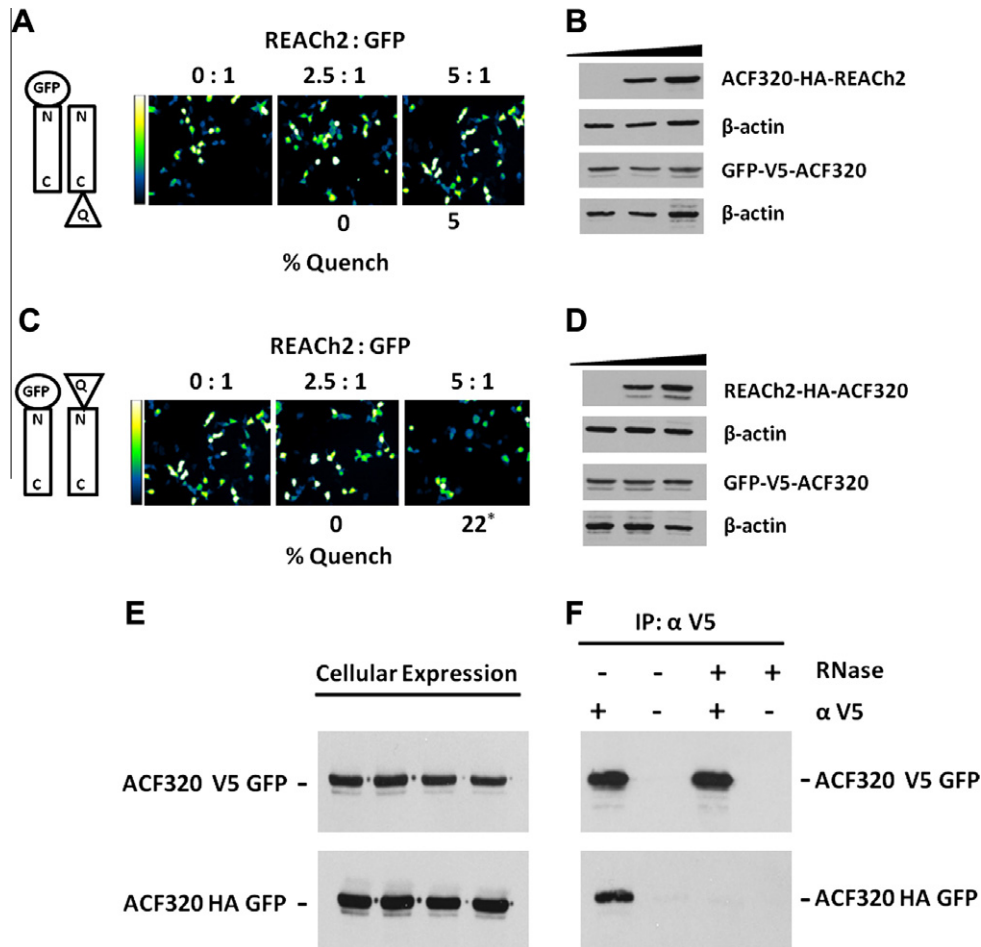 A
REACh2 : GFP
0 : 1 2.5 : 1 5 : 1
GFP
N N
C C
Q
0 5
% Quench
B
ACF320-HA-REACh2
β-actin
GFP-V5-ACF320
β-actin
C
REACh2 : GFP
0 : 1 2.5 : 1 5 : 1
GFP Q
N N
C C
0 22*
% Quench
D
REACh2-HA-ACF320
β-actin
GFP-V5-ACF320
β-actin
E
Cellular Expression
ACF320 V5 GFP -
ACF320 HA GFP -
F
IP: α V5
- - + + RNase
+ - + - α V5
- ACF320 V5 GFP
- ACF320 HA GFP